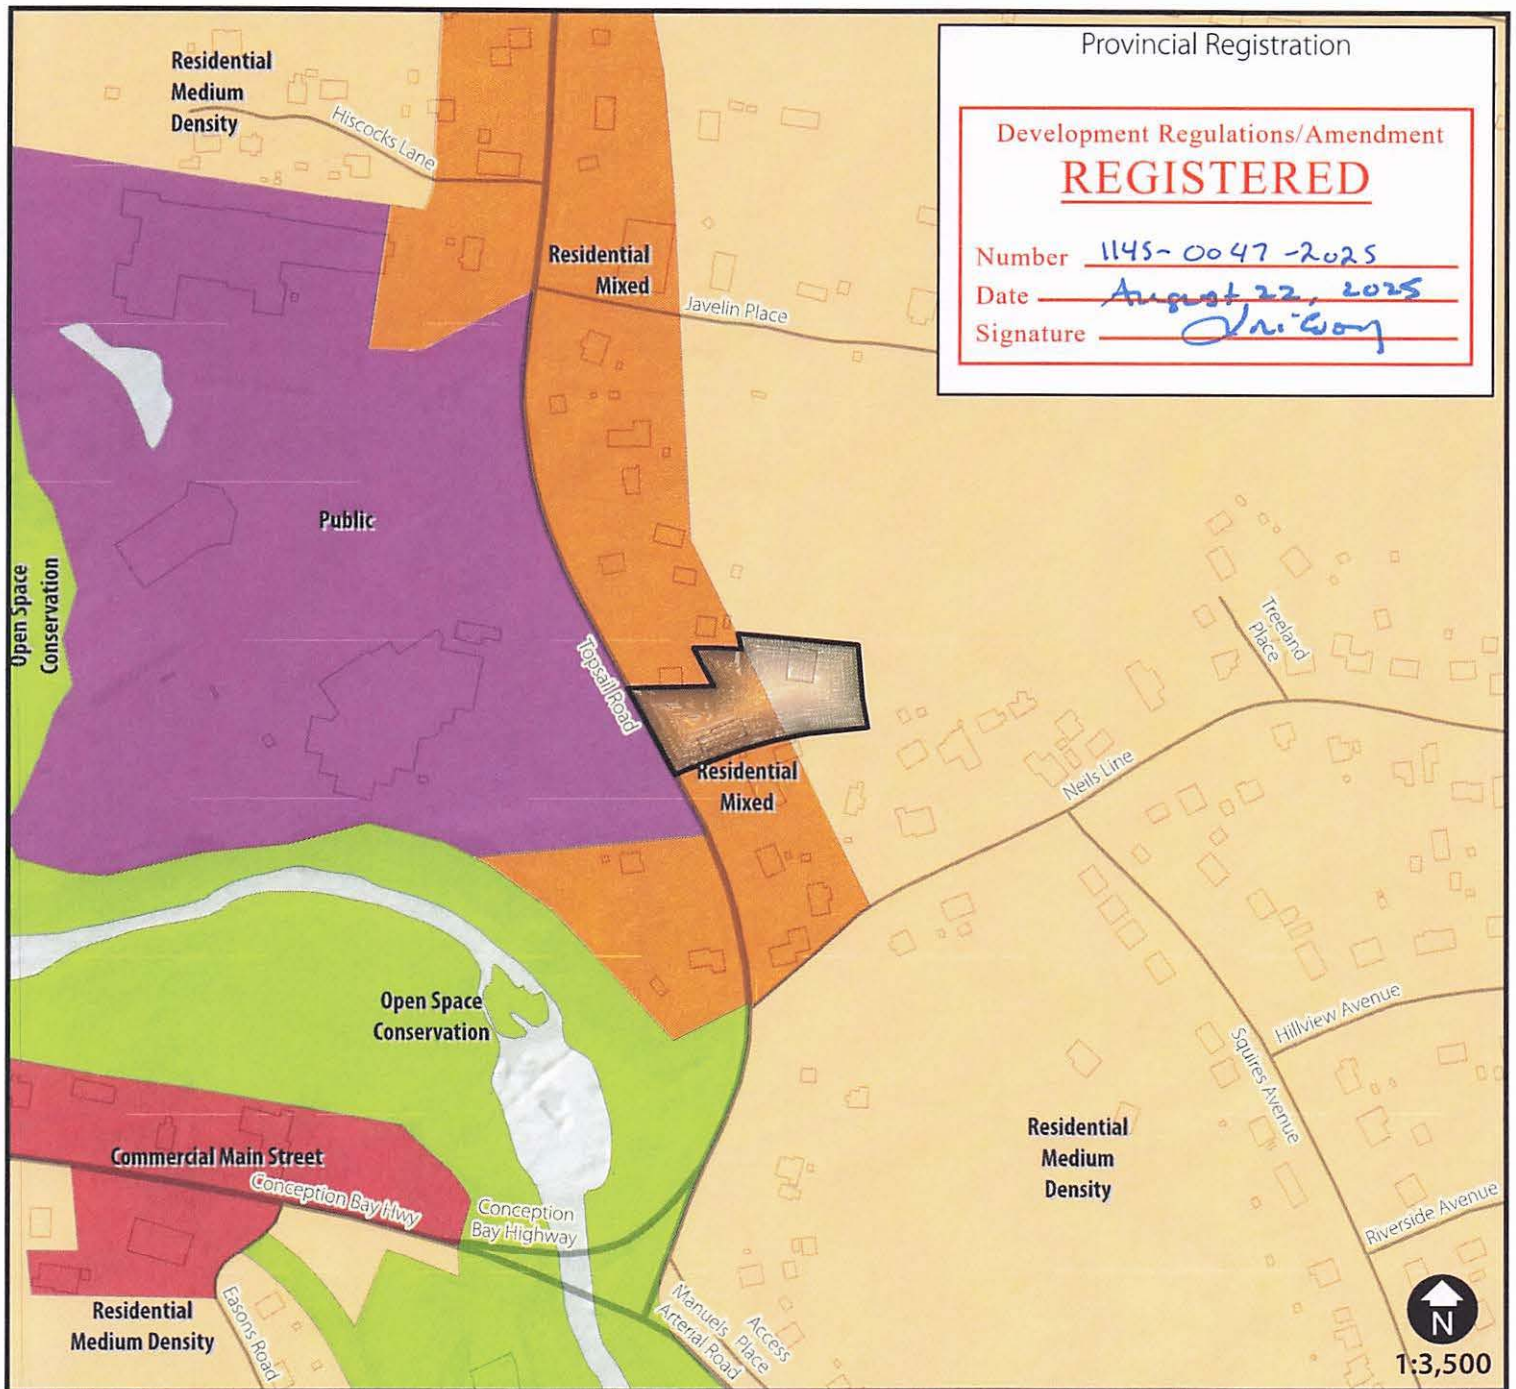 Provincial Registration
Development Regulations/Amendment
REGISTERED
Number 1145-0047-2025
Date August 22, 2025
Signature
Residential
Medium
Density
Hiscocks Lane
Residential
Mixed
Javelin Place
Public
Open Space
Conservation
Topsail Road
Treeland
Place
Residential
Mixed
Neils Line
Open Space
Conservation
Hillview Avenue
Squires Avenue
Commercial Main Street
Conception Bay Hwy
Conception
Bay Highway
Residential
Medium
Density
Riverside Avenue
Residential
Medium Density
Easons Road
Manuels Place
Arterial Road
Access
N
1:3,500